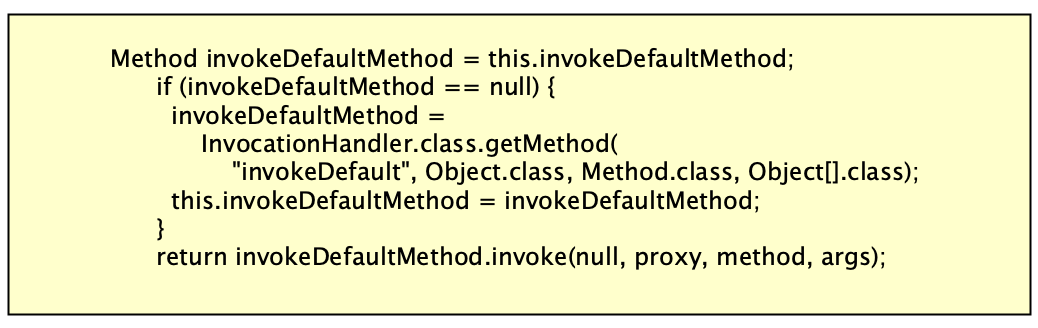 Method invokeDefaultMethod = this.invokeDefaultMethod;
if (invokeDefaultMethod == null) {
invokeDefaultMethod =
InvocationHandler.class.getMethod(
"invokeDefault", Object.class, Method.class, Object[].class);
this.invokeDefaultMethod = invokeDefaultMethod;
}
return invokeDefaultMethod.invoke(null, proxy, method, args);